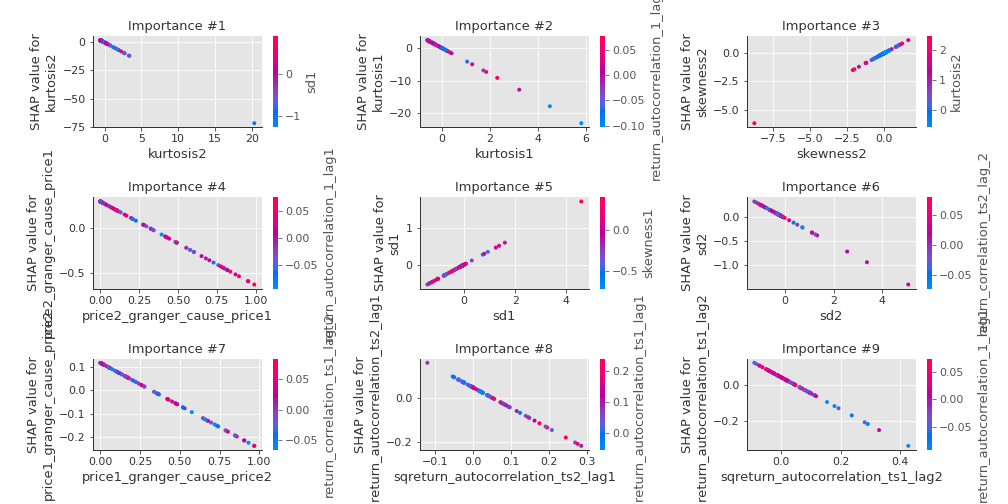 Importance #1
SHAP value for
kurtosis2
0
−25
−50
−75
0
5
10
15
20
kurtosis2
0
−1
sd1
Importance #2
SHAP value for
kurtosis1
0
−10
−20
0
2
4
6
kurtosis1
0.05
0.00
−0.05
−0.10
return_autocorrelation_1_lag
Importance #3
SHAP value for
skewness2
0.0
−2.5
−5.0
−7.5
−5.0
−2.5
0.0
skewness2
2
1
0
kurtosis2
Importance #4
SHAP value for
price2_granger_cause_price1
0.0
−0.5
0.00
0.25
0.50
0.75
1.00
price2_granger_cause_price1
0.05
0.00
−0.05
return_autocorrelation_1_lag1
Importance #5
SHAP value for
sd1
1
0
0
2
4
sd1
0.0
−0.5
skewness1
Importance #6
SHAP value for
sd2
0.0
−0.5
−1.0
0
2
4
sd2
0.05
0.00
−0.05
return_correlation_ts2_lag_2
Importance #7
SHAP value for
price1_granger_cause_price2
0.1
0.0
−0.1
−0.2
0.00
0.25
0.50
0.75
1.00
price1_granger_cause_price2
0.05
0.00
−0.05
return_correlation_ts1_lag_2
Importance #8
SHAP value for
sqreturn_autocorrelation_ts2_lag1
0.0
−0.2
−0.1
0.0
0.1
0.2
0.3
sqreturn_autocorrelation_ts2_lag1
0.2
0.1
0.0
return_autocorrelation_ts1_lag1
Importance #9
SHAP value for
sqreturn_autocorrelation_ts1_lag2
0.0
−0.2
0.0
0.2
0.4
sqreturn_autocorrelation_ts1_lag2
0.05
0.00
−0.05
return_autocorrelation_1_lag1